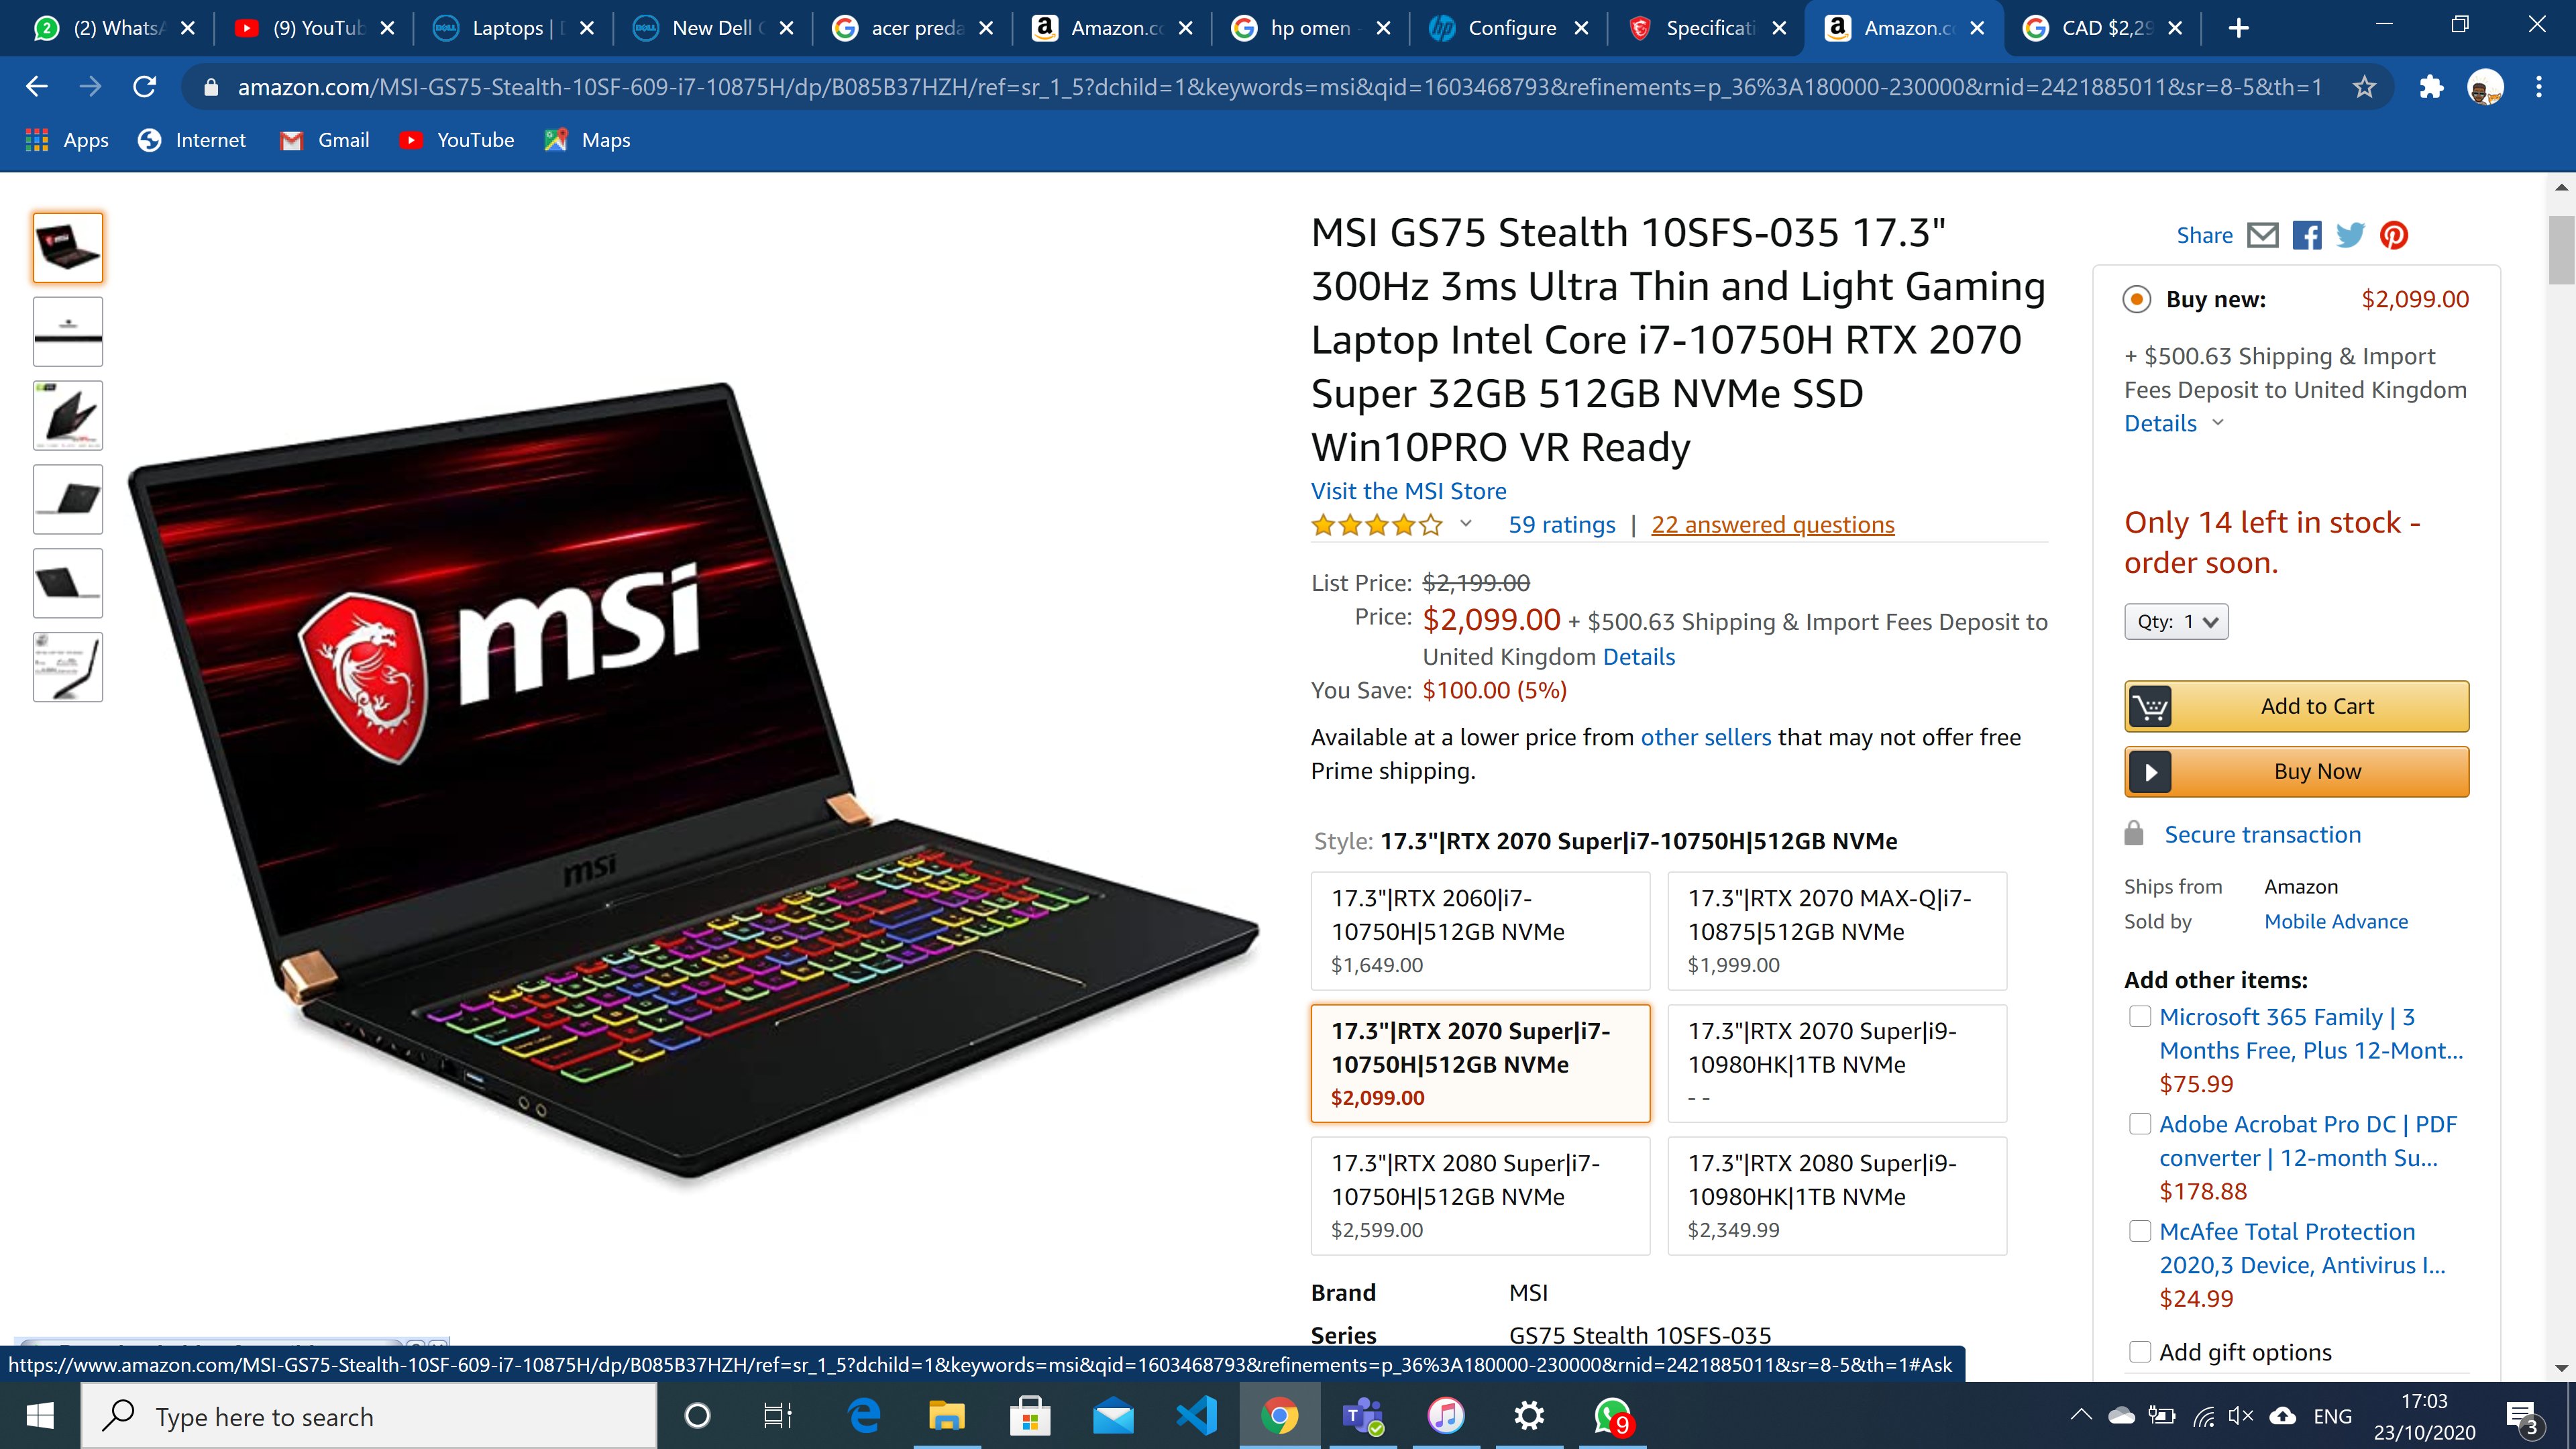 (2) WhatsA
(9) YouTub
Laptops | D
New Dell G
acer preda
Amazon.co
hp omen -
Configure
Specificati
Amazon.co
CAD $2,29
amazon.com/MSI-GS75-Stealth-10SF-609-i7-10875H/dp/B085B37HZH/ref=sr_1_5?dchild=1&keywords=msi&qid=1603468793&refinements=p_36%3A180000-230000&rnid=2421885011&sr=8-5&th=1
Apps
Internet
Gmail
YouTube
Maps
msi
msi
MSI GS75 Stealth 10SFS-035 17.3"
300Hz 3ms Ultra Thin and Light Gaming
Laptop Intel Core i7-10750H RTX 2070
Super 32GB 512GB NVMe SSD
Win10PRO VR Ready
Visit the MSI Store
59 ratings | 22 answered questions
List Price: $2,199.00
Price: $2,099.00 + $500.63 Shipping & Import Fees Deposit to
United Kingdom Details
You Save: $100.00 (5%)
Available at a lower price from other sellers that may not offer free
Prime shipping.
Style: 17.3"|RTX 2070 Super|i7-10750H|512GB NVMe
17.3"|RTX 2060|i7-
10750H|512GB NVMe
$1,649.00
17.3"|RTX 2070 MAX-Q|i7-
10875|512GB NVMe
$1,999.00
17.3"|RTX 2070 Super|i7-
10750H|512GB NVMe
$2,099.00
17.3"|RTX 2070 Super|i9-
10980HK|1TB NVMe
- -
17.3"|RTX 2080 Super|i7-
10750H|512GB NVMe
$2,599.00
17.3"|RTX 2080 Super|i9-
10980HK|1TB NVMe
$2,349.99
Brand MSI
Series GS75 Stealth 10SFS-035
Share
Buy new: $2,099.00
+ $500.63 Shipping & Import
Fees Deposit to United Kingdom
Details
Only 14 left in stock -
order soon.
Qty: 1
Add to Cart
Buy Now
Secure transaction
Ships from Amazon
Sold by Mobile Advance
Add other items:
Microsoft 365 Family | 3
Months Free, Plus 12-Mont...
$75.99
Adobe Acrobat Pro DC | PDF
converter | 12-month Su...
$178.88
McAfee Total Protection
2020,3 Device, Antivirus I...
$24.99
Add gift options
https://www.amazon.com/MSI-GS75-Stealth-10SF-609-i7-10875H/dp/B085B37HZH/ref=sr_1_5?dchild=1&keywords=msi&qid=1603468793&refinements=p_36%3A180000-230000&rnid=2421885011&sr=8-5&th=1#Ask
Type here to search
9
ENG
17:03
23/10/2020
3